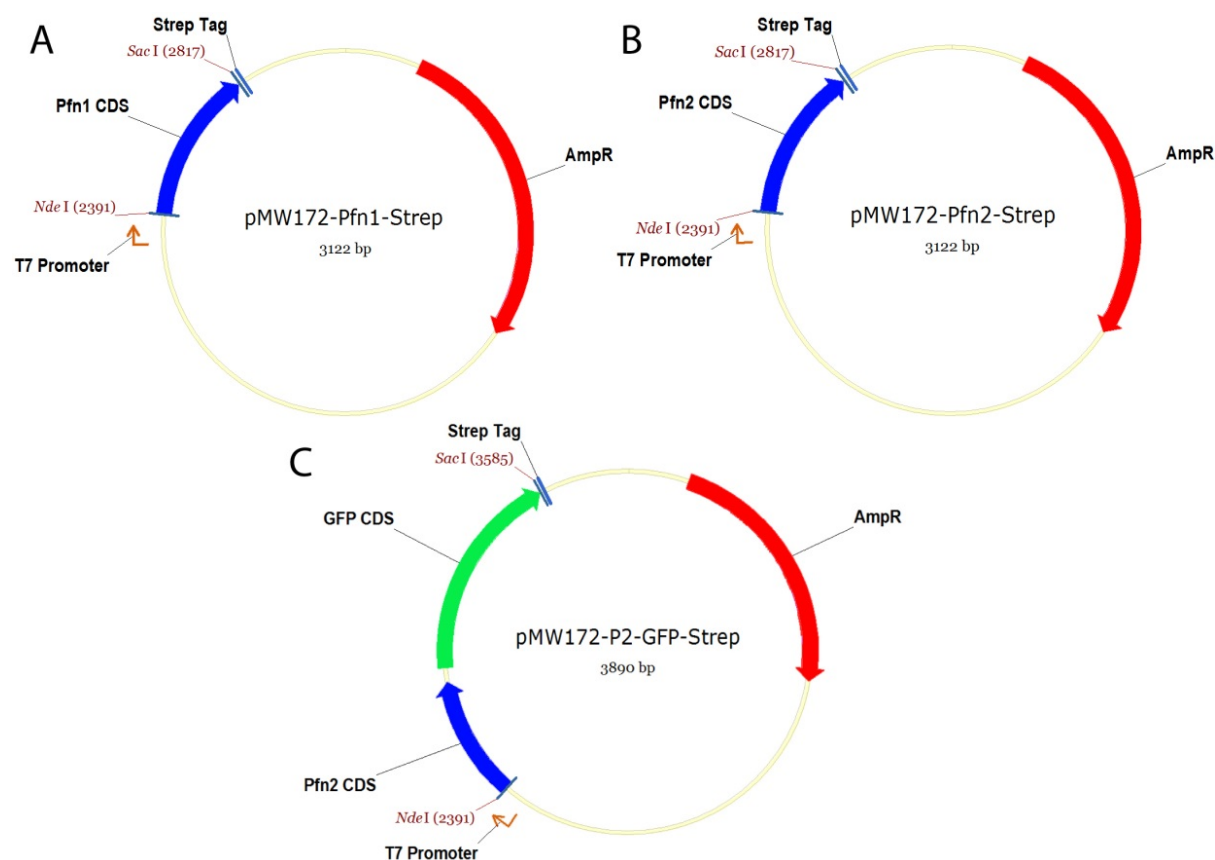 A
Strep Tag
SacI (2817)
Pfn1 CDS
AmpR
pMW172-Pfn1-Strep
3122 bp
NdeI (2391)
T7 Promoter
B
Strep Tag
SacI (2817)
Pfn2 CDS
AmpR
pMW172-Pfn2-Strep
3122 bp
NdeI (2391)
T7 Promoter
C
Strep Tag
SacI (3585)
GFP CDS
AmpR
pMW172-P2-GFP-Strep
3890 bp
Pfn2 CDS
NdeI (2391)
T7 Promoter